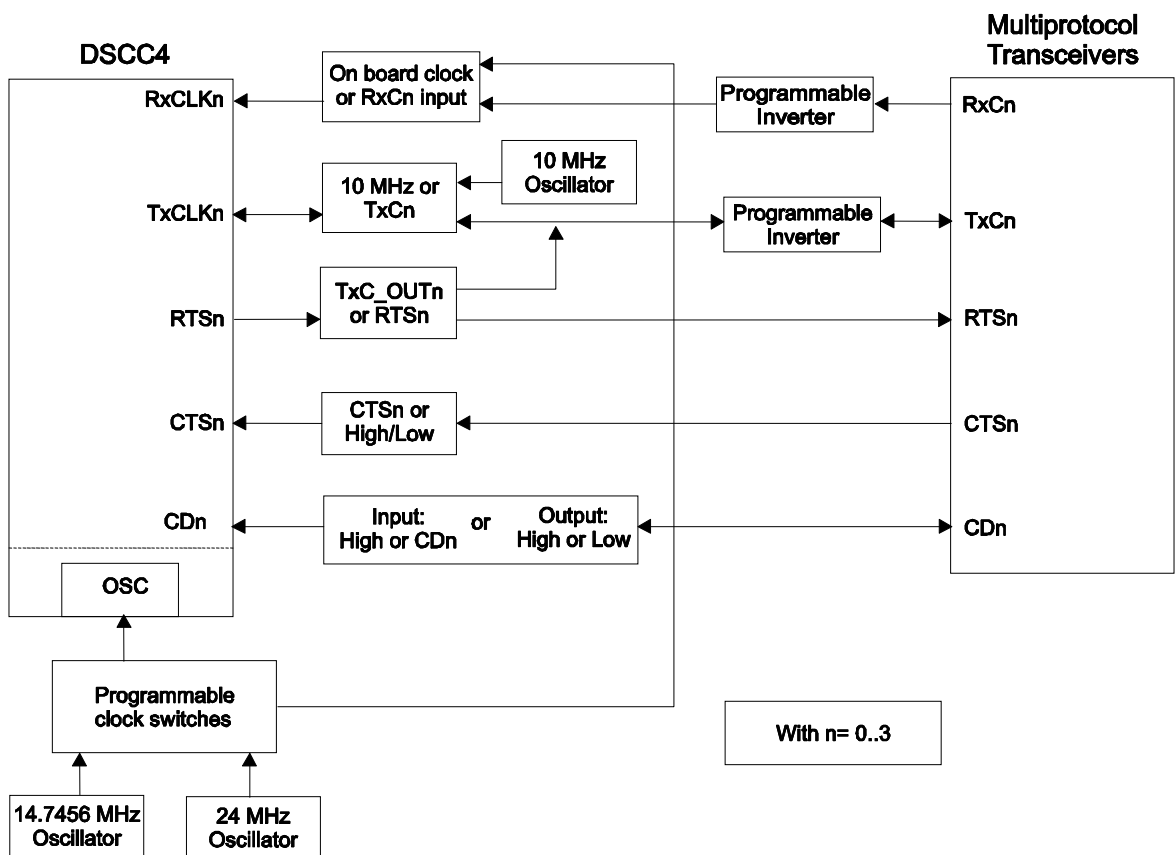 DSCC4
Multiprotocol
Transceivers
RxCLKn
On board clock
or RxCn input
Programmable
Inverter
RxCn
10 MHz
Oscillator
TxCLKn
10 MHz or
TxCn
Programmable
Inverter
TxCn
RTSn
TxC_OUTn
or RTSn
RTSn
CTSn
CTSn or
High/Low
CTSn
CDn
Input:
High or CDn
or
Output:
High or Low
CDn
OSC
Programmable
clock switches
With n= 0..3
14.7456 MHz
Oscillator
24 MHz
Oscillator